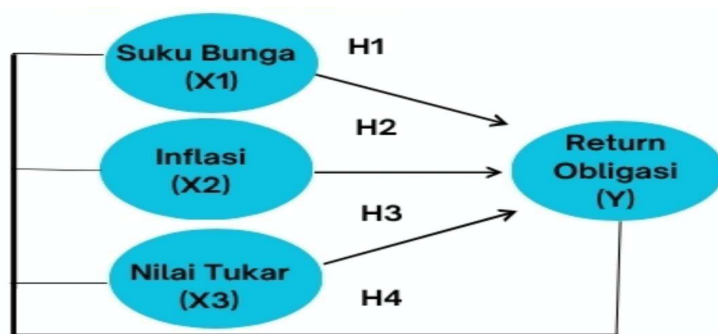 Suku Bunga
(X1)
H1
H2
Inflasi
(X2)
Return
Obligasi
(Y)
H3
Nilai Tukar
(X3)
H4